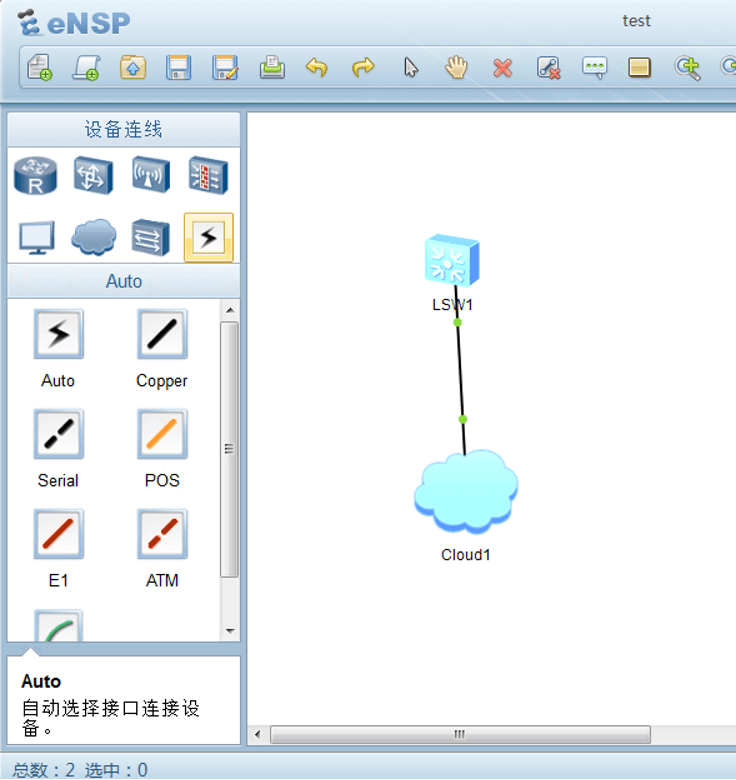 eNSP
test
设备连线
R
Auto
Auto
Copper
Serial
POS
E1
ATM
Auto
自动选择接口连接设
备。
LSW1
Cloud1
总数：2 选中：0